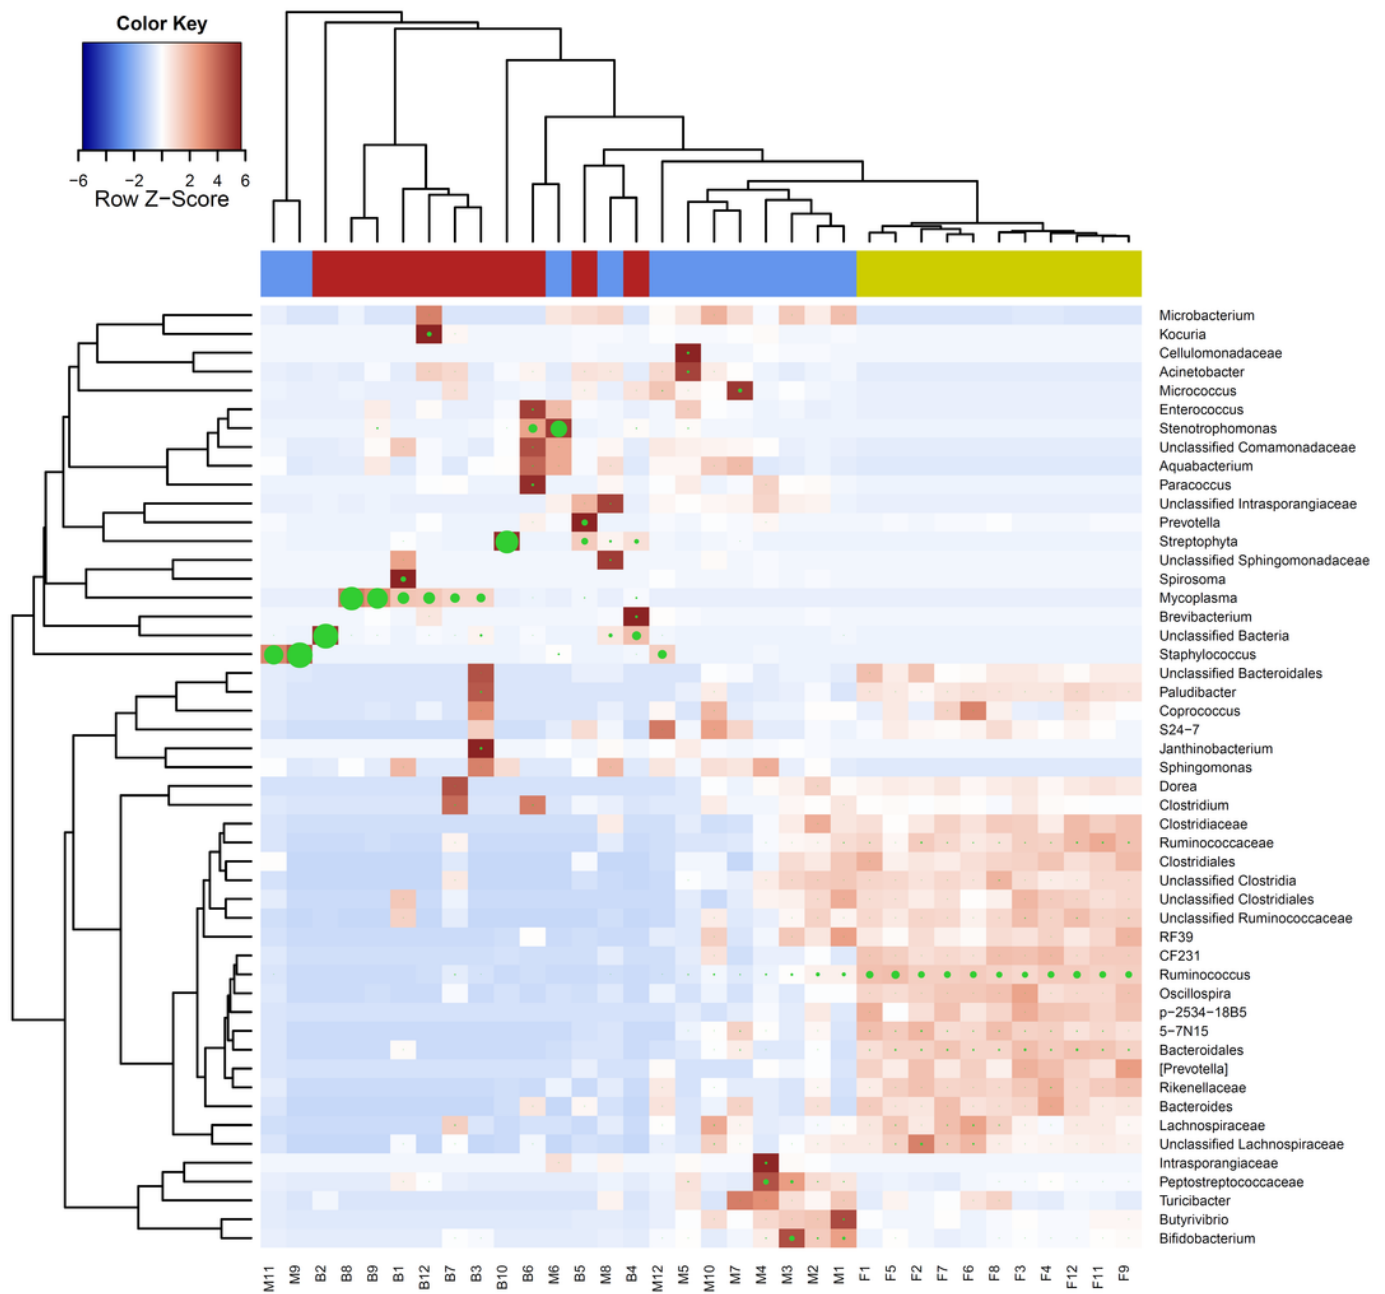 Color Key
−6 −2 2 4 6
Row Z−Score
Microbacterium
Kocuria
Cellulomonadaceae
Acinetobacter
Micrococcus
Enterococcus
Stenotrophomonas
Unclassified Comamonadaceae
Aquabacterium
Paracoccus
Unclassified Intrasporangiaceae
Prevotella
Streptophyta
Unclassified Sphingomonadaceae
Spirosoma
Mycoplasma
Brevibacterium
Unclassified Bacteria
Staphylococcus
Unclassified Bacteroidales
Paludibacter
Coprococcus
S24−7
Janthinobacterium
Sphingomonas
Dorea
Clostridium
Clostridiaceae
Ruminococcaceae
Clostridiales
Unclassified Clostridia
Unclassified Clostridiales
Unclassified Ruminococcaceae
RF39
CF231
Ruminococcus
Oscillospira
p−2534−18B5
5−7N15
Bacteroidales
[Prevotella]
Rikenellaceae
Bacteroides
Lachnospiraceae
Unclassified Lachnospiraceae
Intrasporangiaceae
Peptostreptococcaceae
Turicibacter
Butyrivibrio
Bifidobacterium
M11 M9 B2 B8 B9 B1 B12 B7 B3 B10 B6 M6 B5 M8 B4 M12 M5 M10 M7 M4 M3 M2 M1 F1 F5 F2 F7 F6 F8 F3 F4 F12 F11 F9